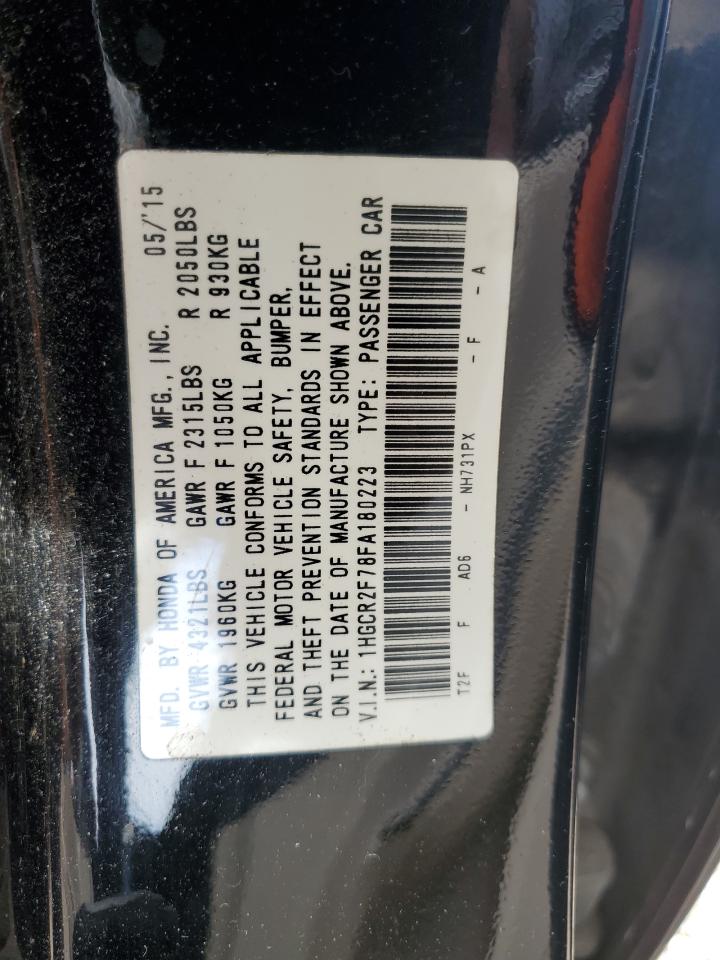 MFD. BY HONDA OF AMERICA MFG., INC. 05/'15
GVWR 4321LBS GAWR F 2315LBS R 2050LBS
GVWR 1960KG GAWR F 1050KG R 930KG
THIS VEHICLE CONFORMS TO ALL APPLICABLE
FEDERAL MOTOR VEHICLE SAFETY, BUMPER,
AND THEFT PREVENTION STANDARDS IN EFFECT
ON THE DATE OF MANUFACTURE SHOWN ABOVE.
V.I.N.: 1HGCR2F78FA180223 TYPE: PASSENGER CAR
T2F F AD6 - NH731PX - F - A